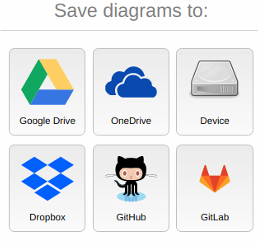 Save diagrams to:
Google Drive OneDrive Device
Dropbox GitHub GitLab